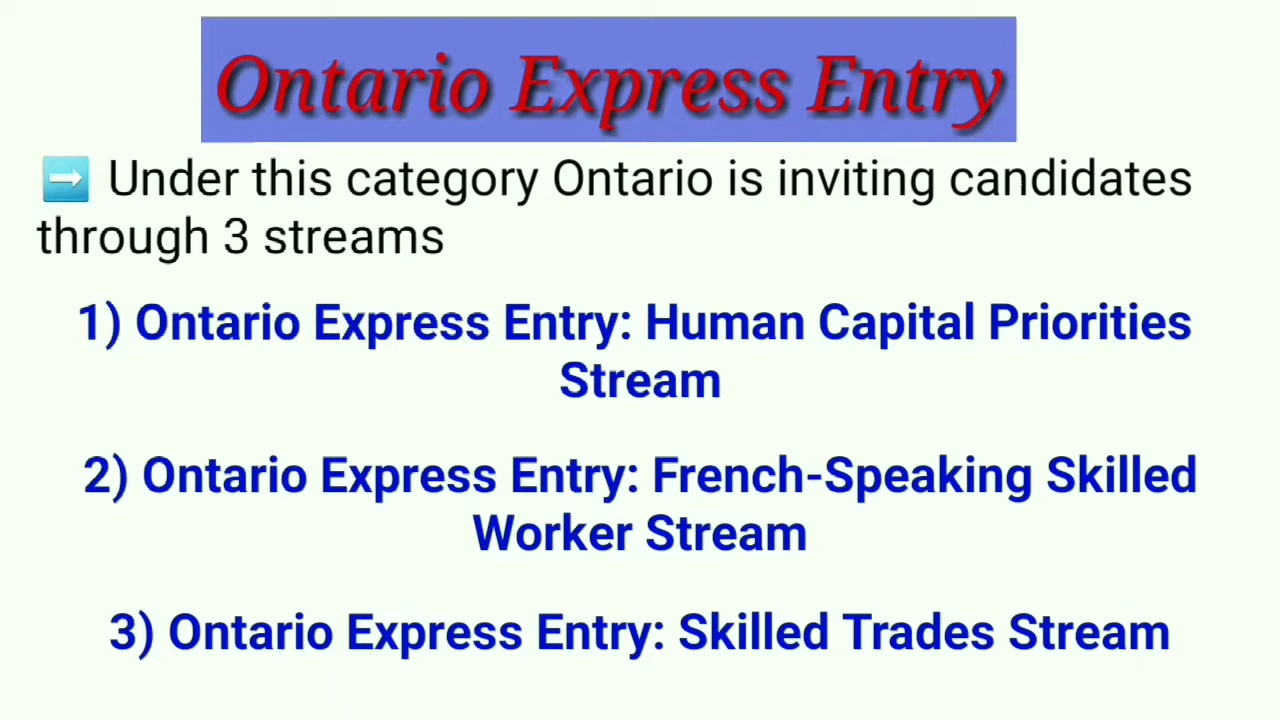 Ontario Express Entry
➡️ Under this category Ontario is inviting candidates
through 3 streams
1) Ontario Express Entry: Human Capital Priorities
Stream
2) Ontario Express Entry: French-Speaking Skilled
Worker Stream
3) Ontario Express Entry: Skilled Trades Stream